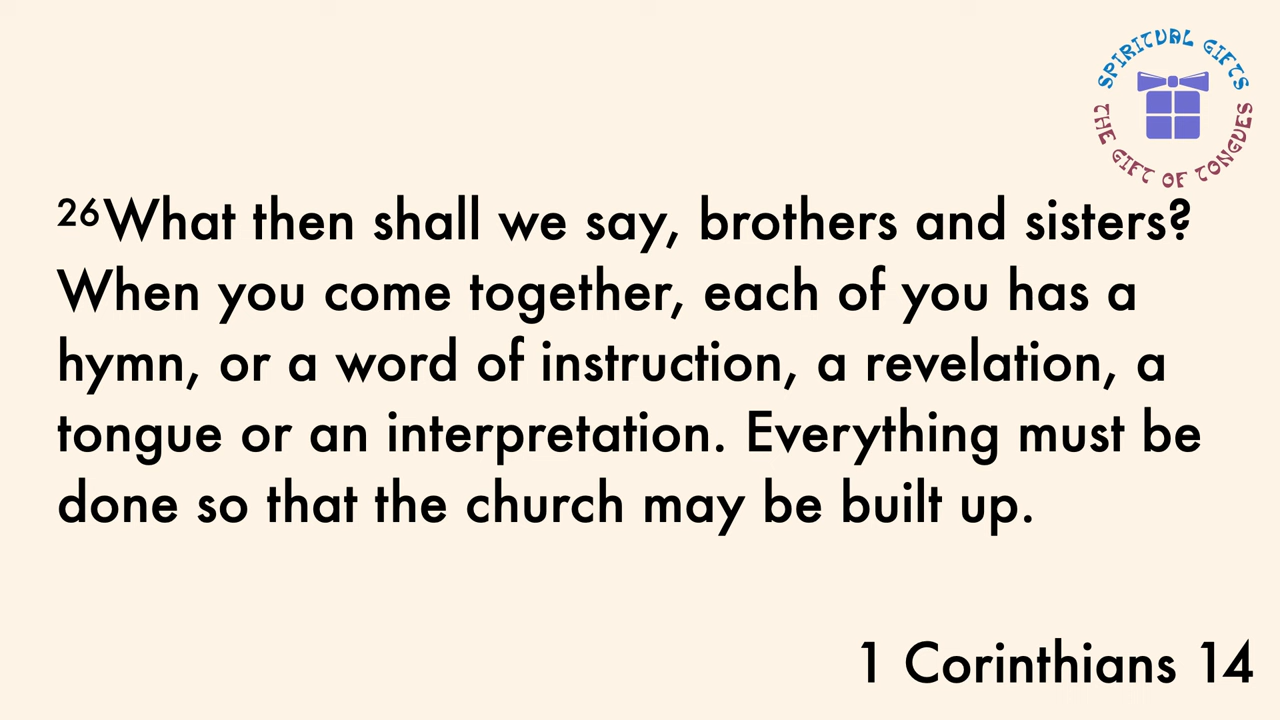 SPIRITUAL GIFTS
THE GIFT OF TONGUES
²⁶What then shall we say, brothers and sisters?
When you come together, each of you has a
hymn, or a word of instruction, a revelation, a
tongue or an interpretation. Everything must be
done so that the church may be built up.
1 Corinthians 14